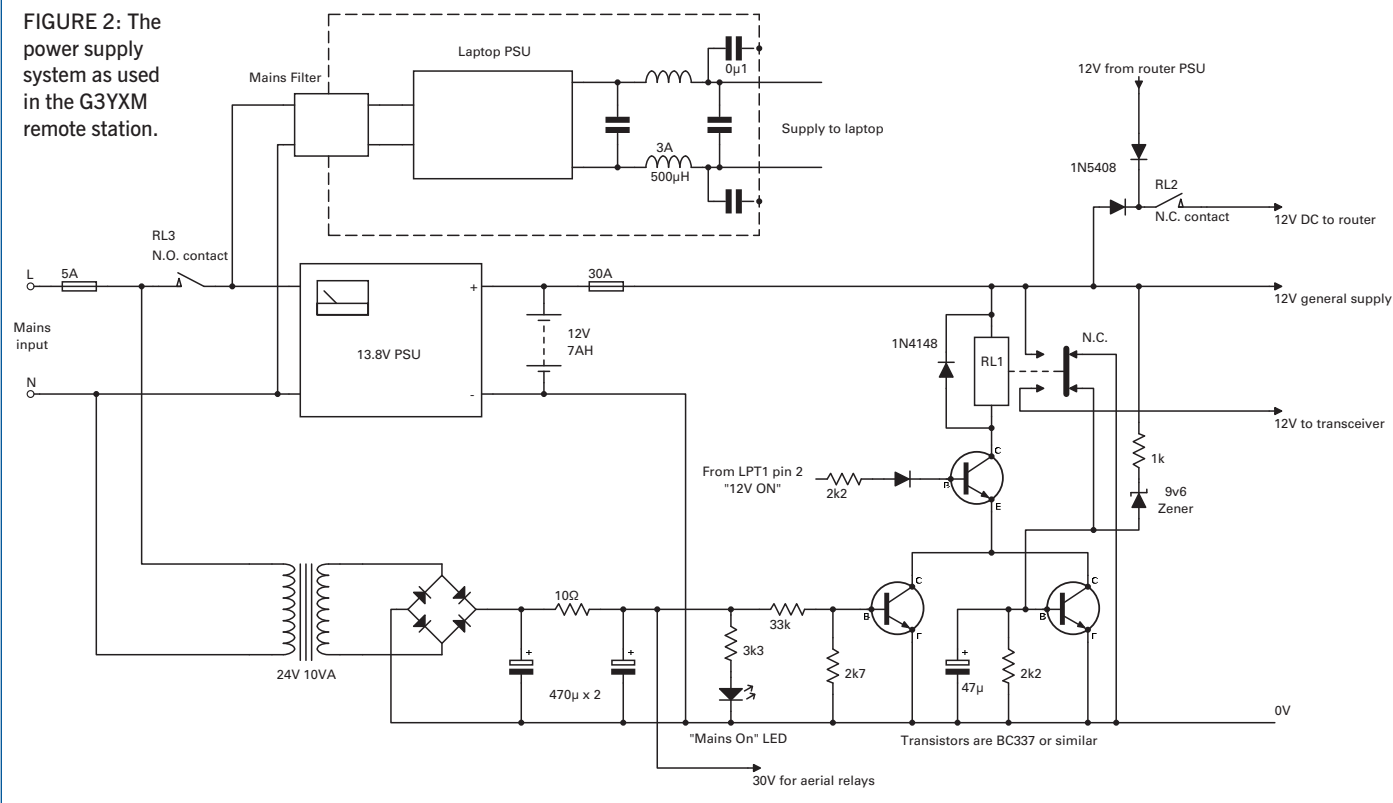 FIGURE 2: The
power supply
system as used
in the G3YXM
remote station.
Mains Filter
Laptop PSU
0µ1
Supply to laptop
3A
500µH
12V from router PSU
1N5408
RL2
N.C. contact
12V DC to router
RL3
N.O. contact
L
5A
30A
+
12V general supply
Mains
input
13.8V PSU
12V
7AH
1N4148
RL1
N.C.
N
-
12V to transceiver
From LPT1 pin 2
"12V ON"
2k2
B
C
E
1k
9v6
Zener
10Ω
33k
B
C
B
C
24V 10VA
+
470µ x 2
+
3k3
2k7
+
47µ
2k2
0V
"Mains On" LED
Transistors are BC337 or similar
30V for aerial relays